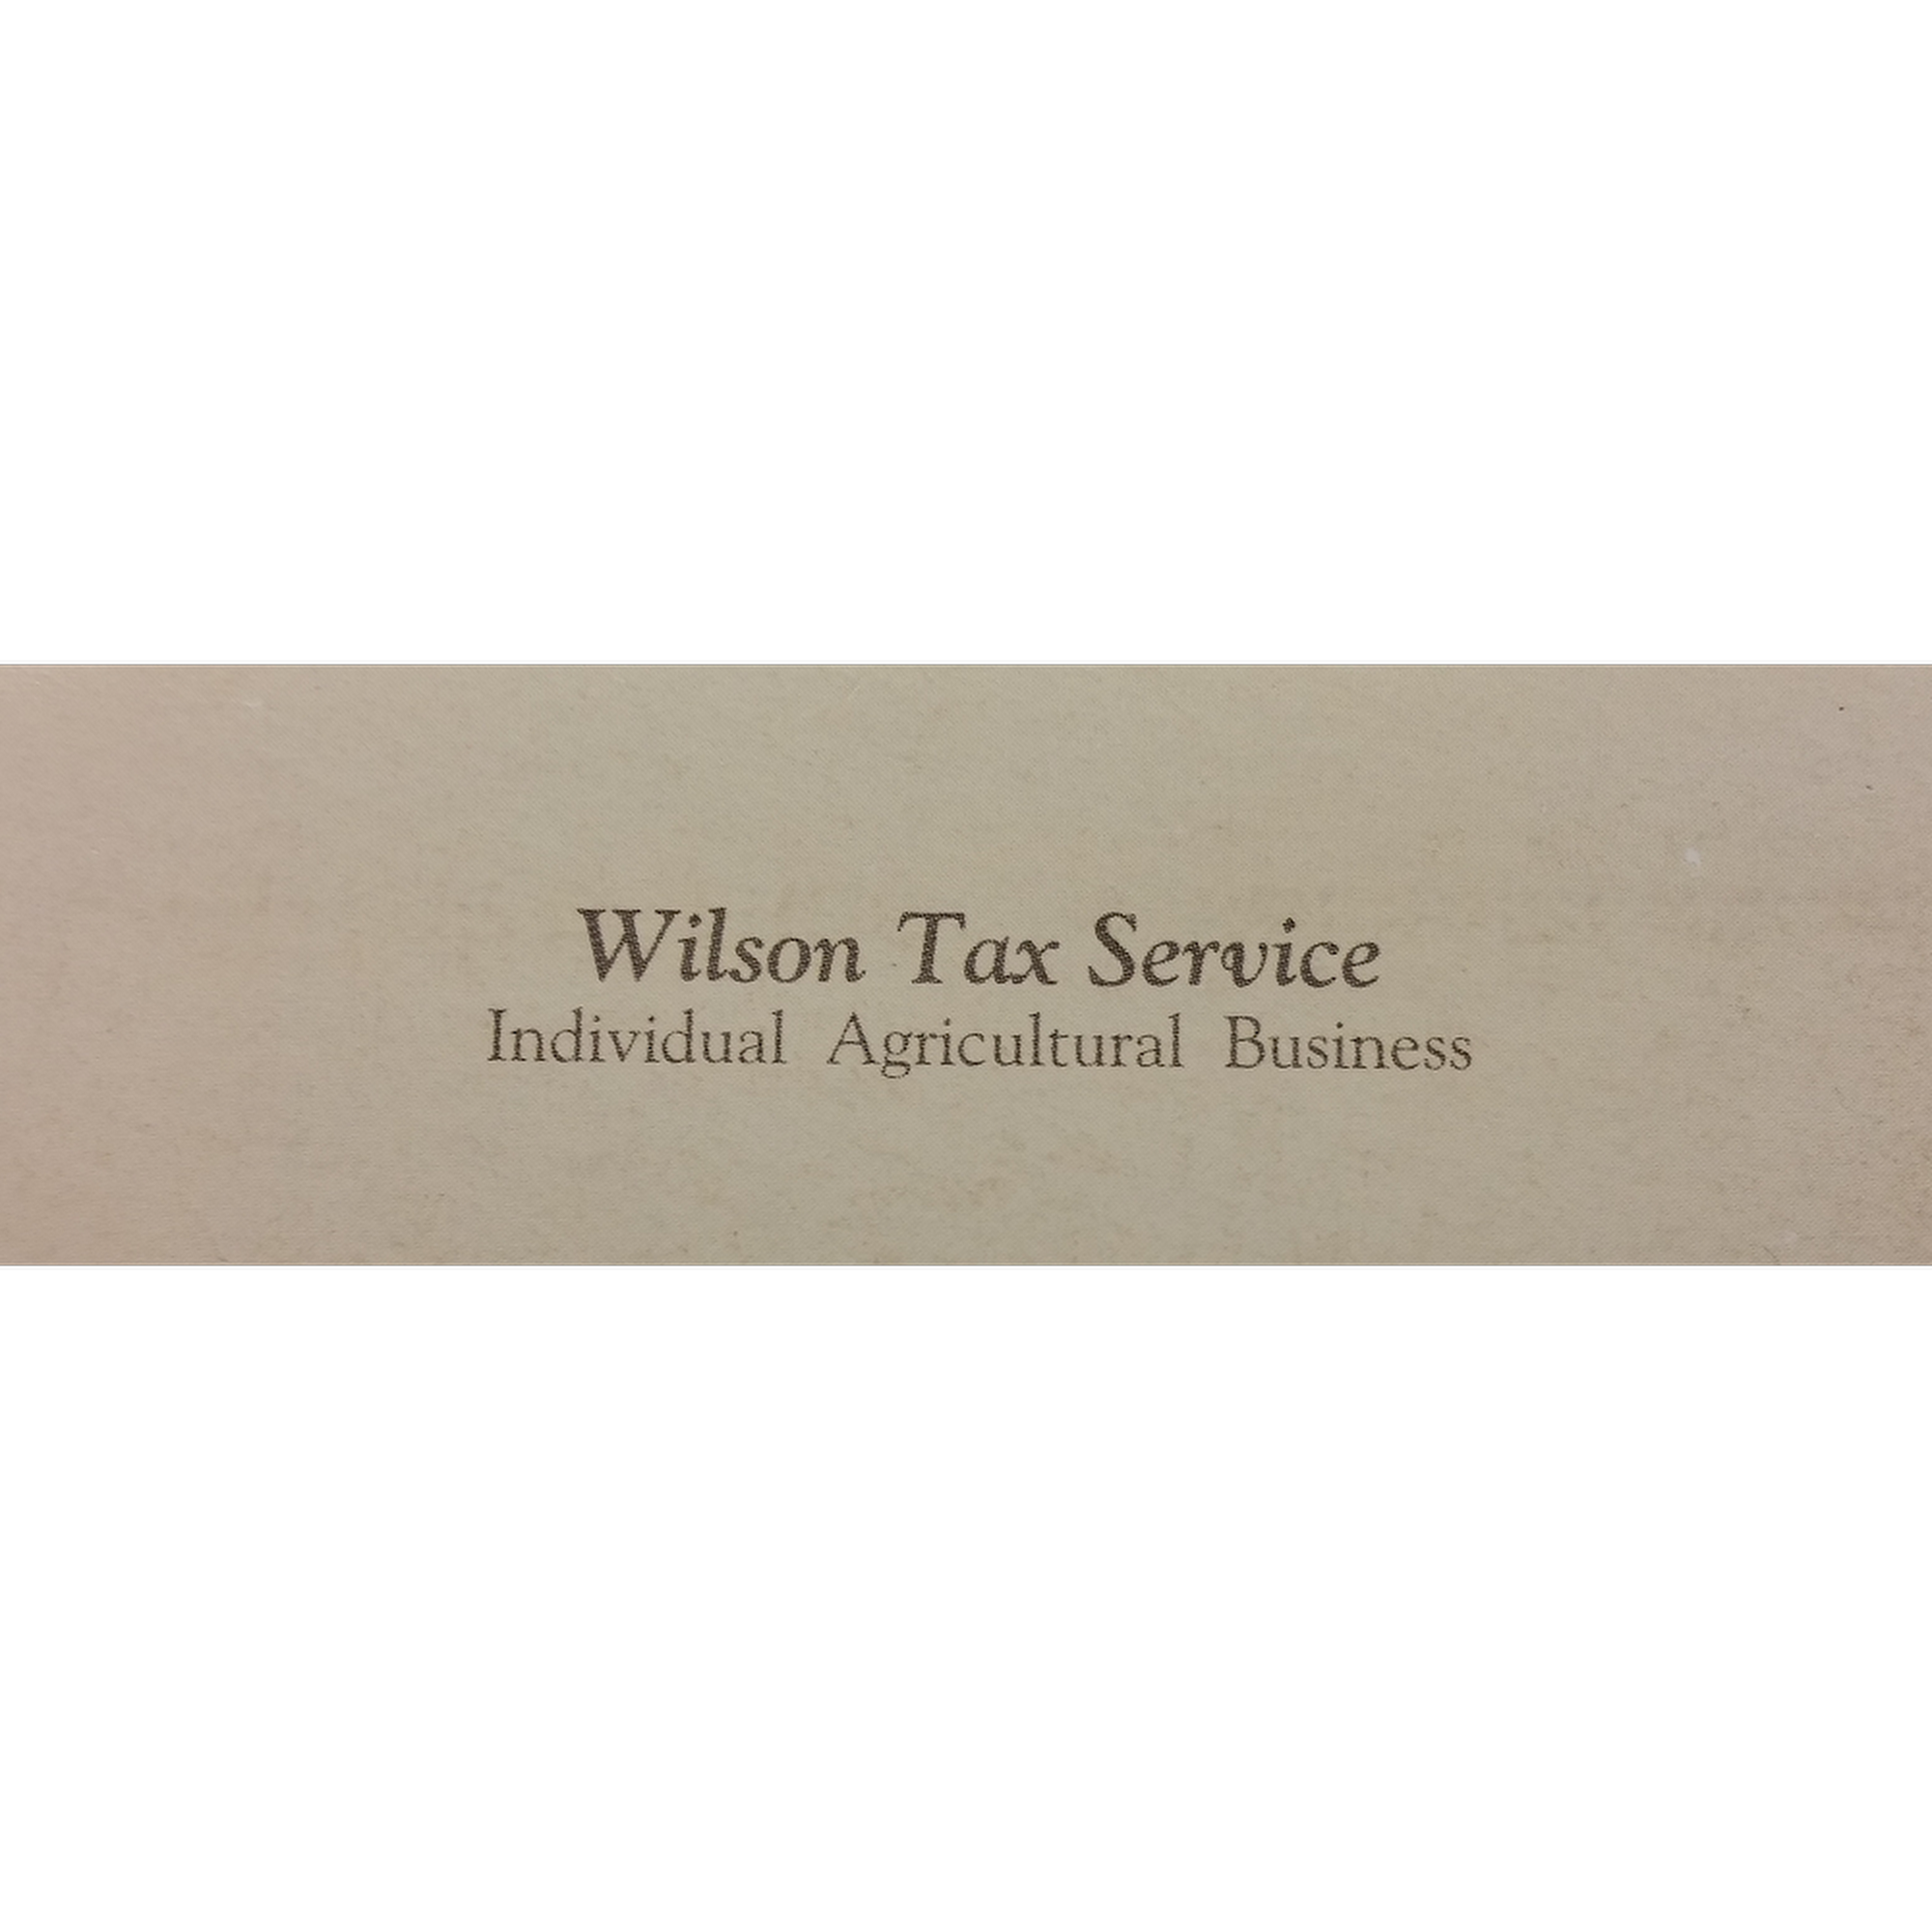 Wilson Tax Service
Individual Agricultural Business